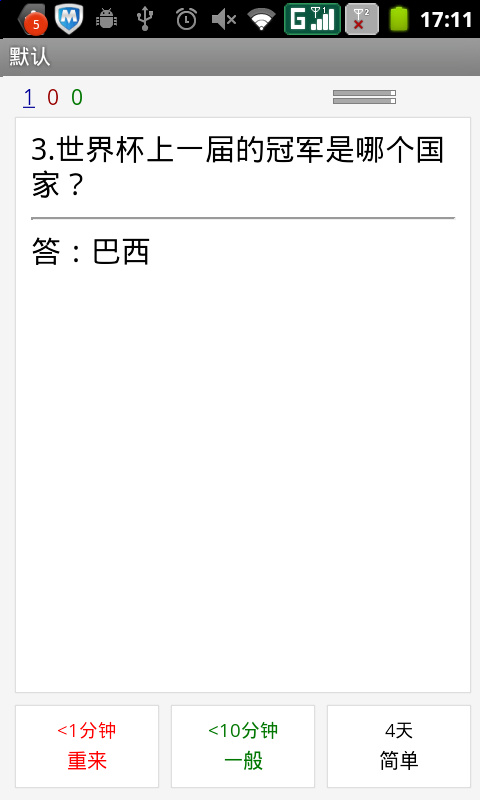 5 M G 1 2 17:11
默认
1 0 0
3.世界杯上一届的冠军是哪个国
家？
答：巴西
<1分钟 <10分钟 4天
重来 一般 简单